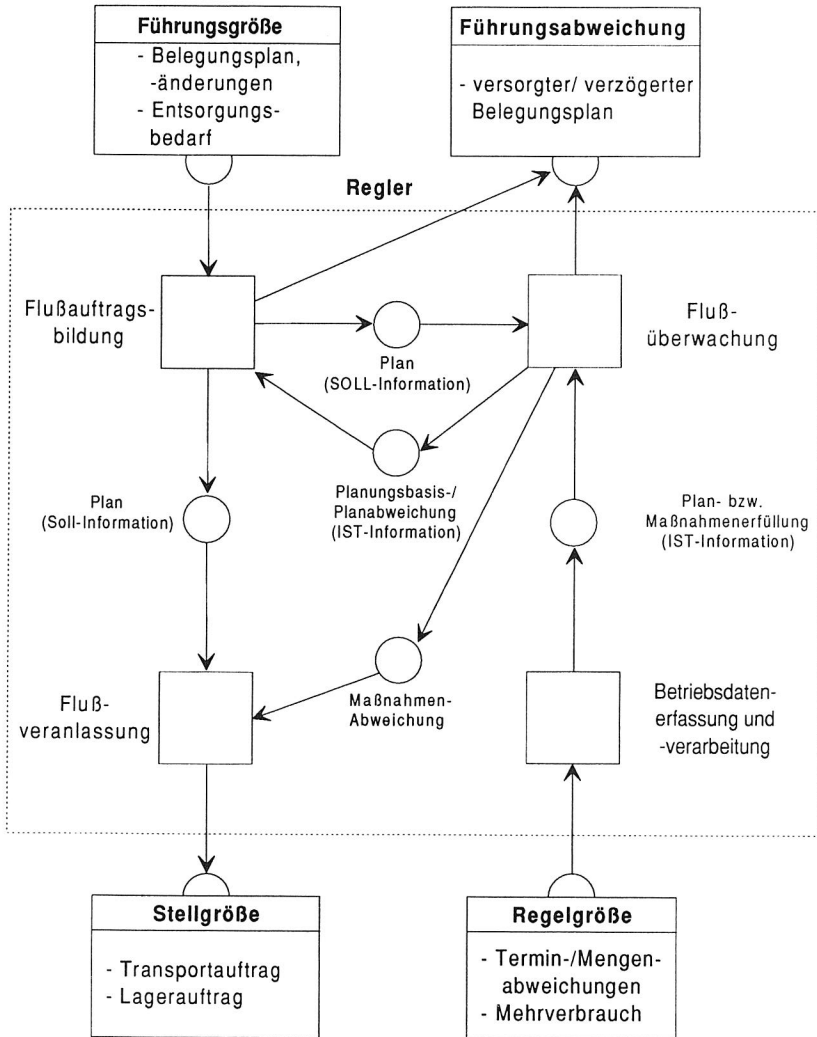 Führungsgröße
- Belegungsplan,
-änderungen
- Entsorgungs-
bedarf
Führungsabweichung
- versorgter/ verzögerter
Belegungsplan
Regler
Flußauftrags-
bildung
Plan
(SOLL-Information)
Fluß-
überwachung
Plan
(Soll-Information)
Planungsbasis-/
Planabweichung
(IST-Information)
Plan- bzw.
Maßnahmenerfüllung
(IST-Information)
Fluß-
veranlassung
Maßnahmen-
Abweichung
Betriebsdaten-
erfassung und
-verarbeitung
Stellgröße
- Transportauftrag
- Lagerauftrag
Regelgröße
- Termin-/Mengen-
abweichungen
- Mehrverbrauch